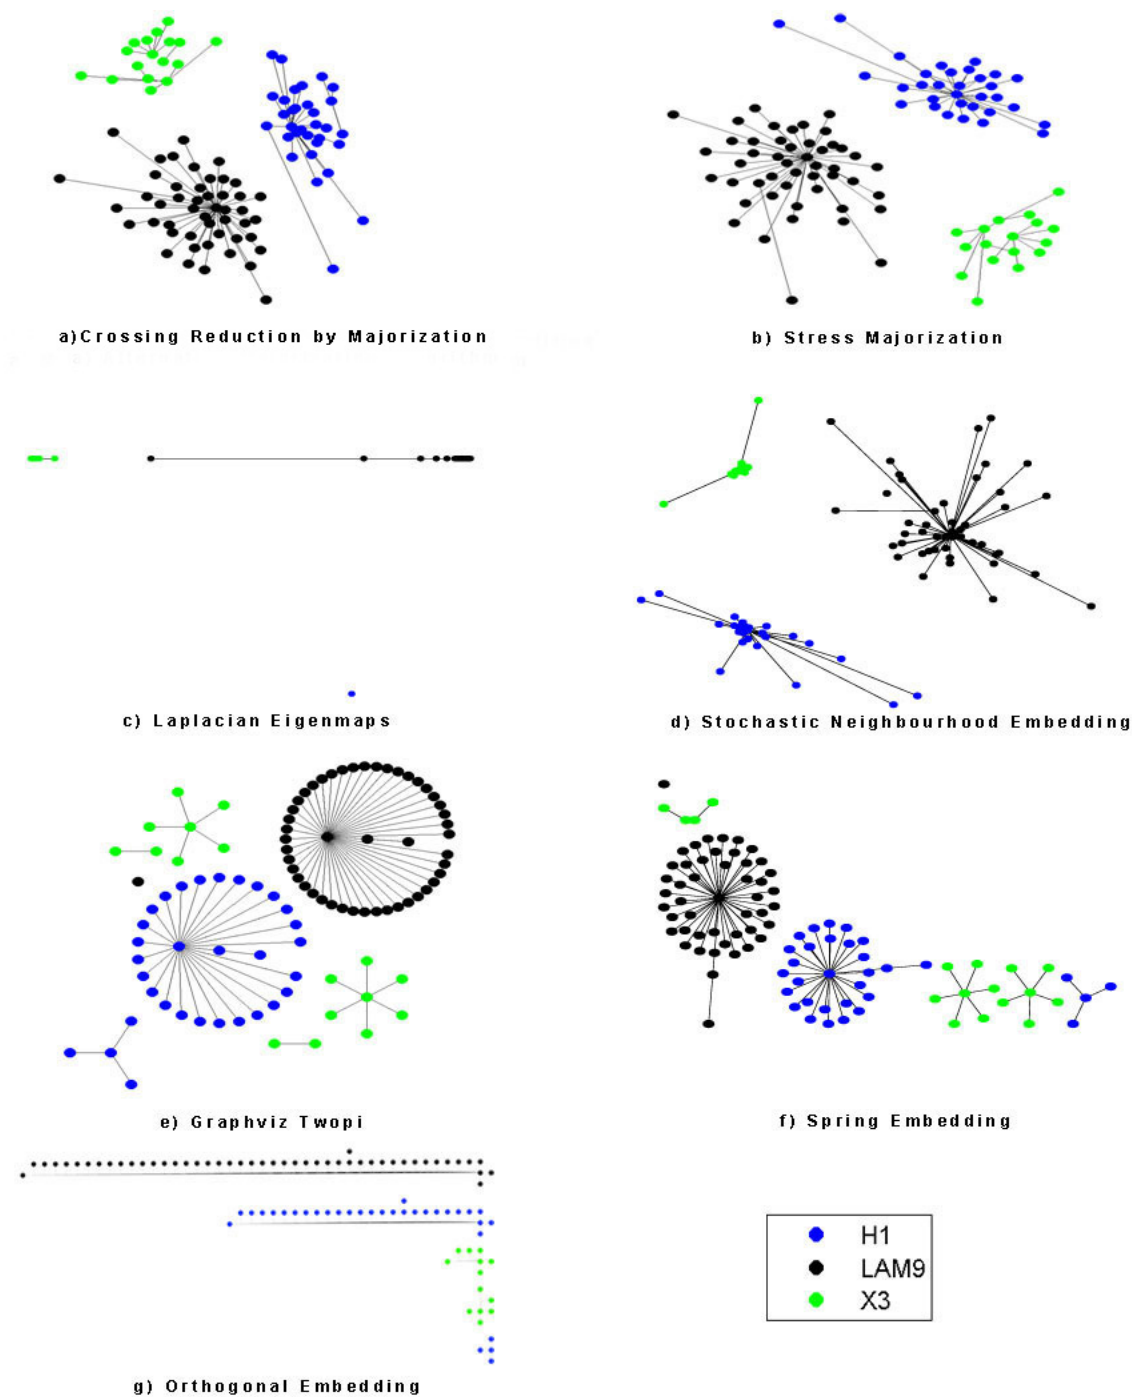 a)Crossing Reduction by Majorization
b) Stress Majorization
c) Laplacian Eigenmaps
d) Stochastic Neighbourhood Embedding
e) Graphviz Twopi
f) Spring Embedding
H1
LAM9
X3
g) Orthogonal Embedding